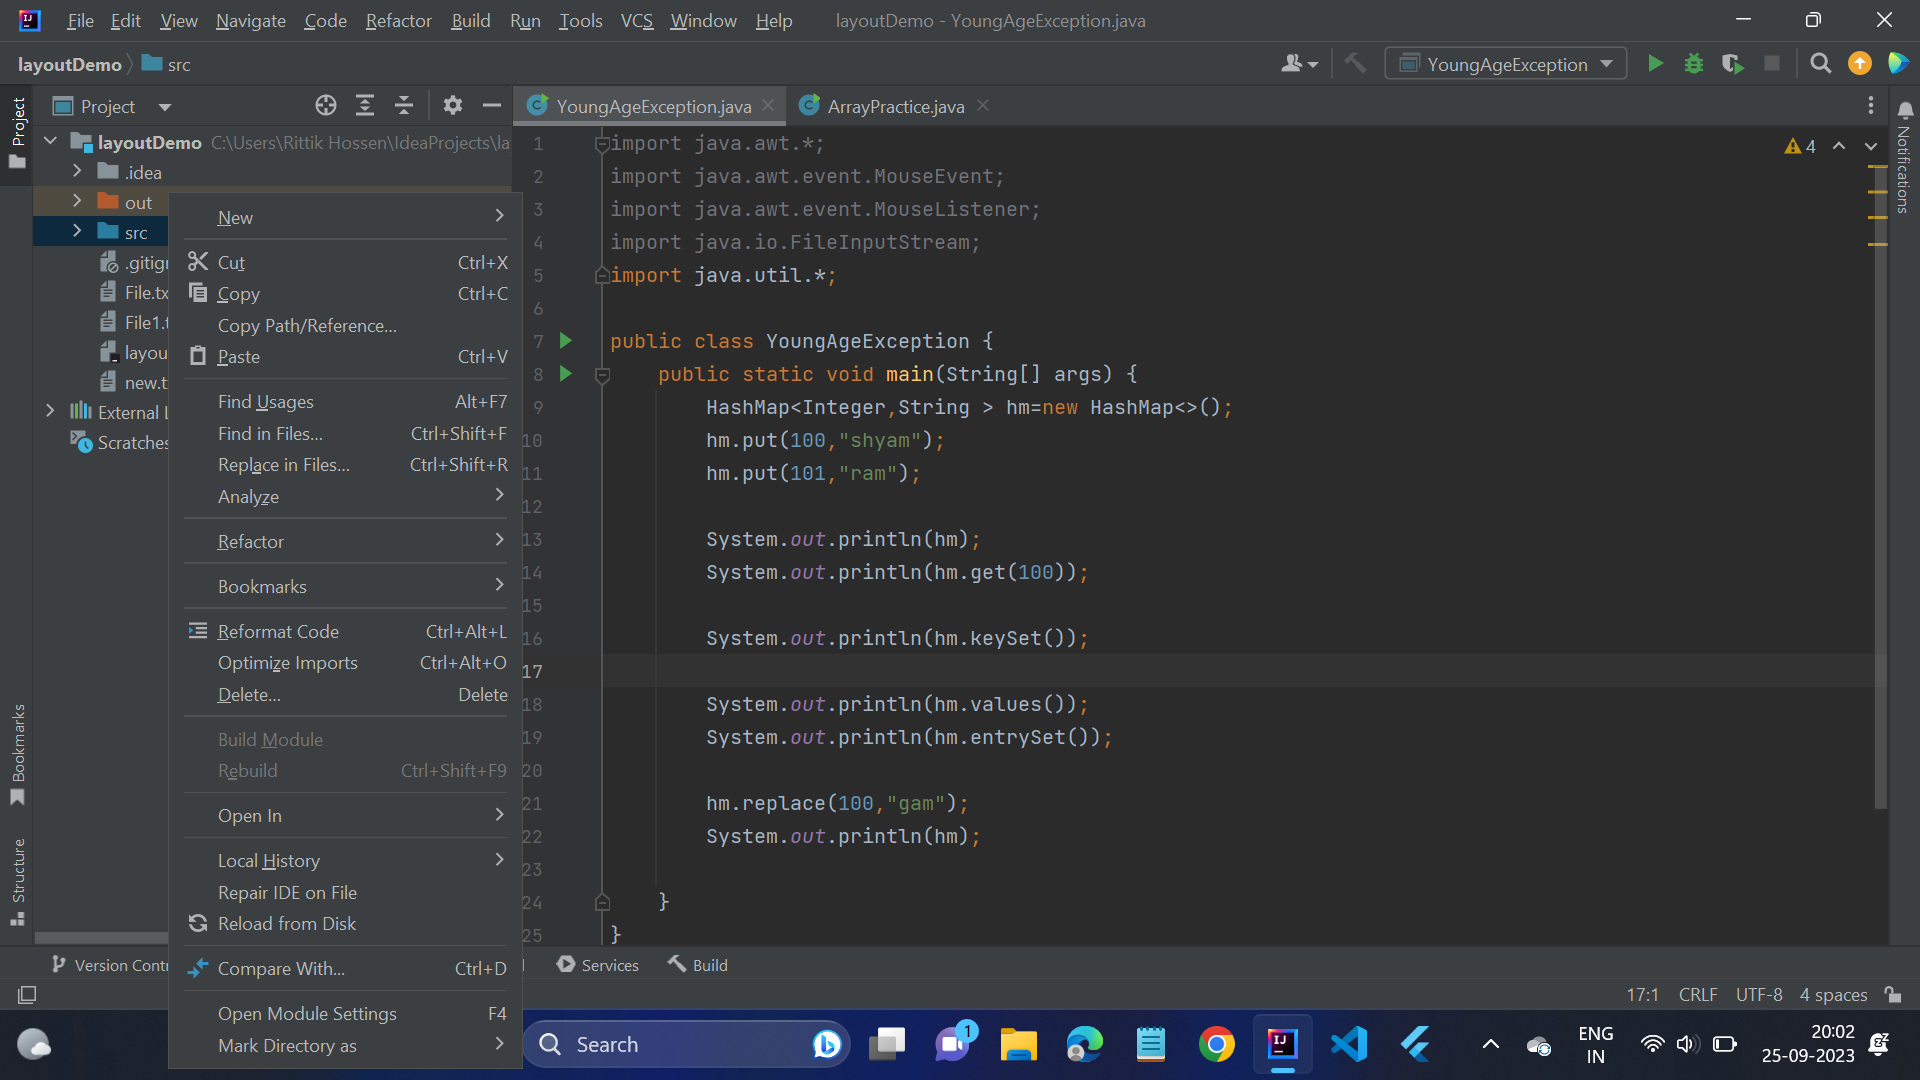 File Edit View Navigate Code Refactor Build Run Tools VCS Window Help layoutDemo - YoungAgeException.java
layoutDemo src
YoungAgeException
Project
YoungAgeException.java
ArrayPractice.java
Project
Bookmarks
Structure
Notifications
layoutDemo C:\Users\Rittik Hossen\IdeaProjects\la
.idea
out
src
.gitign
File.tx
File1.t
layou
new.t
External L
Scratches
New
Cut Ctrl+X
Copy Ctrl+C
Copy Path/Reference...
Paste Ctrl+V
Find Usages Alt+F7
Find in Files... Ctrl+Shift+F
Replace in Files... Ctrl+Shift+R
Analyze
Refactor
Bookmarks
Reformat Code Ctrl+Alt+L
Optimize Imports Ctrl+Alt+O
Delete... Delete
Build Module
Rebuild Ctrl+Shift+F9
Open In
Local History
Repair IDE on File
Reload from Disk
Compare With... Ctrl+D
Open Module Settings F4
Mark Directory as
4
1 import java.awt.*;
2 import java.awt.event.MouseEvent;
3 import java.awt.event.MouseListener;
4 import java.io.FileInputStream;
5 import java.util.*;
6
7 public class YoungAgeException {
8 public static void main(String[] args) {
9 HashMap<Integer,String > hm=new HashMap<>();
10 hm.put(100,"shyam");
11 hm.put(101,"ram");
12
13 System.out.println(hm);
14 System.out.println(hm.get(100));
15
16 System.out.println(hm.keySet());
17
18 System.out.println(hm.values());
19 System.out.println(hm.entrySet());
20
21 hm.replace(100,"gam");
22 System.out.println(hm);
23
24 }
25 }
Version Contr
Services
Build
17:1 CRLF UTF-8 4 spaces
Search
1
ENG
IN
20:02
25-09-2023